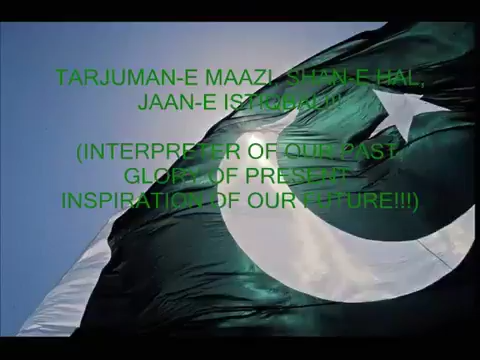 TARJUMAN-E MAAZI, SHAN-E HAL,
JAAN-E ISTIQBAL!!!
(INTERPRETER OF OUR PAST,
GLORY OF PRESENT
INSPIRATION OF OUR FUTURE!!!)